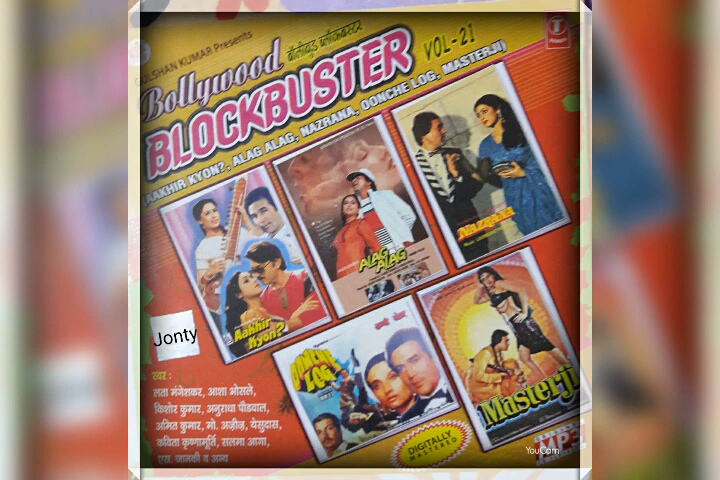 GULSHAN KUMAR Presents
Bollywood
बॉलीवुड ब्लॉकबस्टर
BLOCKBUSTER
VOL-21
T
(AAKHIR KYON?, ALAG ALAG, NAZRANA, OONCHE LOG, MASTERJI)
Aakhir Kyon?
ALAG ALAG
NAZRANA
OONCHE LOG
Masterji
Jonty
स्वर :
लता मंगेशकर, आशा भोसले,
किशोर कुमार, अनुराधा पौडवाल,
अमित कुमार, मो. अज़ीज़, येसुदास,
कविता कृष्णामूर्ति, सलमा आगा,
एस. जानकी व अन्य
DIGITALLY
MASTERED
MP3
YouCam